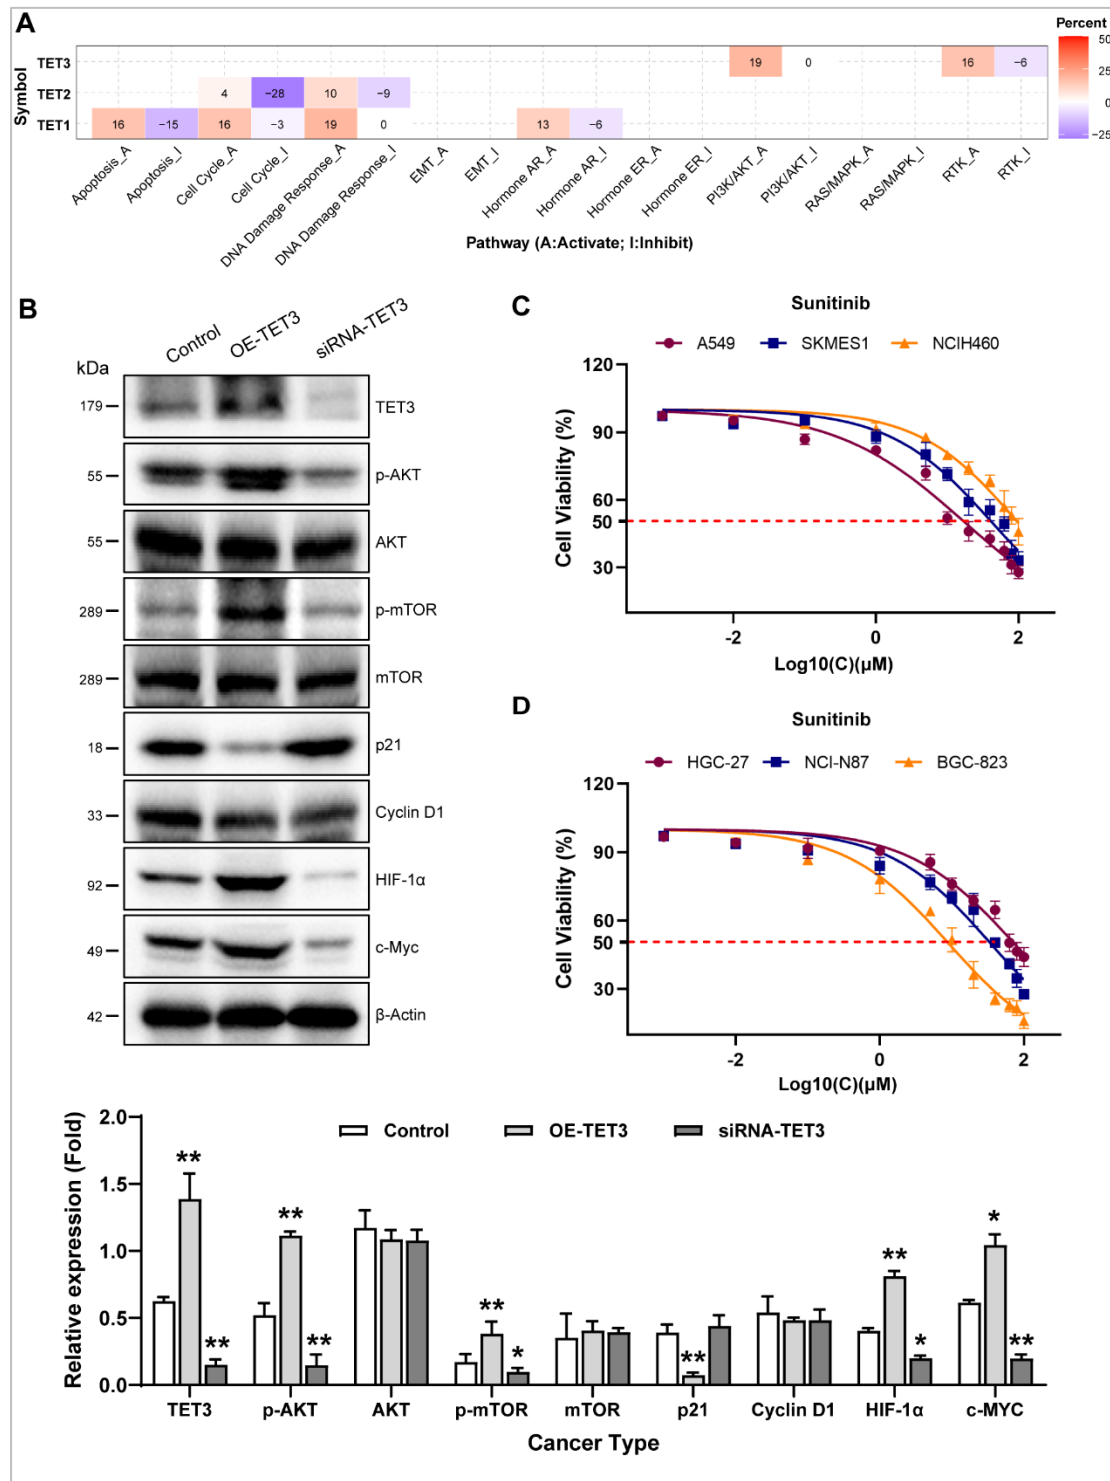 A
Percent
50
25
0
−25
Symbol
TET3 19 0 16 −6
TET2 4 −28 10 −9
TET1 16 −15 16 −3 19 0 13 −6
Apoptosis_A
Apoptosis_I
Cell Cycle_A
Cell Cycle_I
DNA Damage Response_A
DNA Damage Response_I
EMT_A
EMT_I
Hormone AR_A
Hormone AR_I
Hormone ER_A
Hormone ER_I
PI3K/AKT_A
PI3K/AKT_I
RAS/MAPK_A
RAS/MAPK_I
RTK_A
RTK_I
Pathway (A:Activate; I:Inhibit)
B
Control OE-TET3 siRNA-TET3
kDa
179 TET3
55 p-AKT
55 AKT
289 p-mTOR
289 mTOR
18 p21
33 Cyclin D1
92 HIF-1α
49 c-Myc
42 β-Actin
C
Sunitinib
A549 SKMES1 NCIH460
Cell Viability (%)
120
90
60
50
30
-2 0 2
Log10(C)(μM)
D
Sunitinib
HGC-27 NCI-N87 BGC-823
Cell Viability (%)
120
90
60
50
30
-2 0 2
Log10(C)(μM)
Relative expression (Fold)
2.0
1.5
1.0
0.5
0.0
Control OE-TET3 siRNA-TET3
** ** ** ** ** * ** ** * * **
TET3 p-AKT AKT p-mTOR mTOR p21 Cyclin D1 HIF-1α c-MYC
Cancer Type